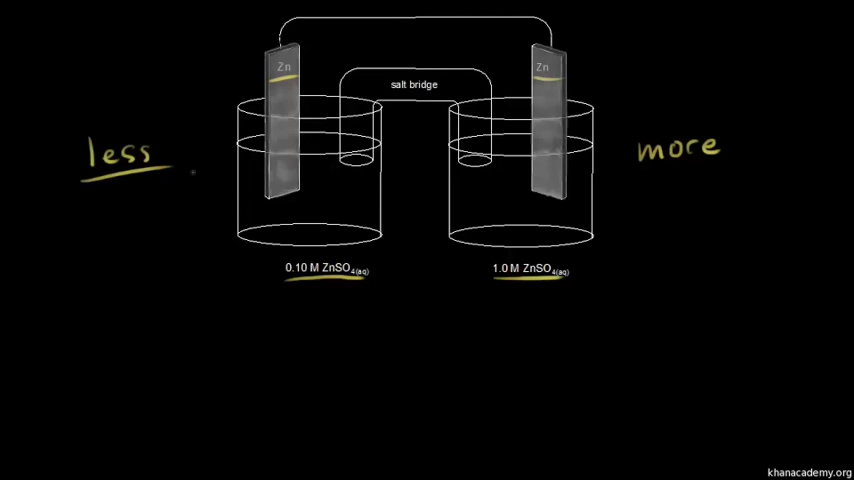 Zn
Zn
salt bridge
less
more
0.10 M ZnSO4(aq)
1.0 M ZnSO4(aq)
khanacademy.org